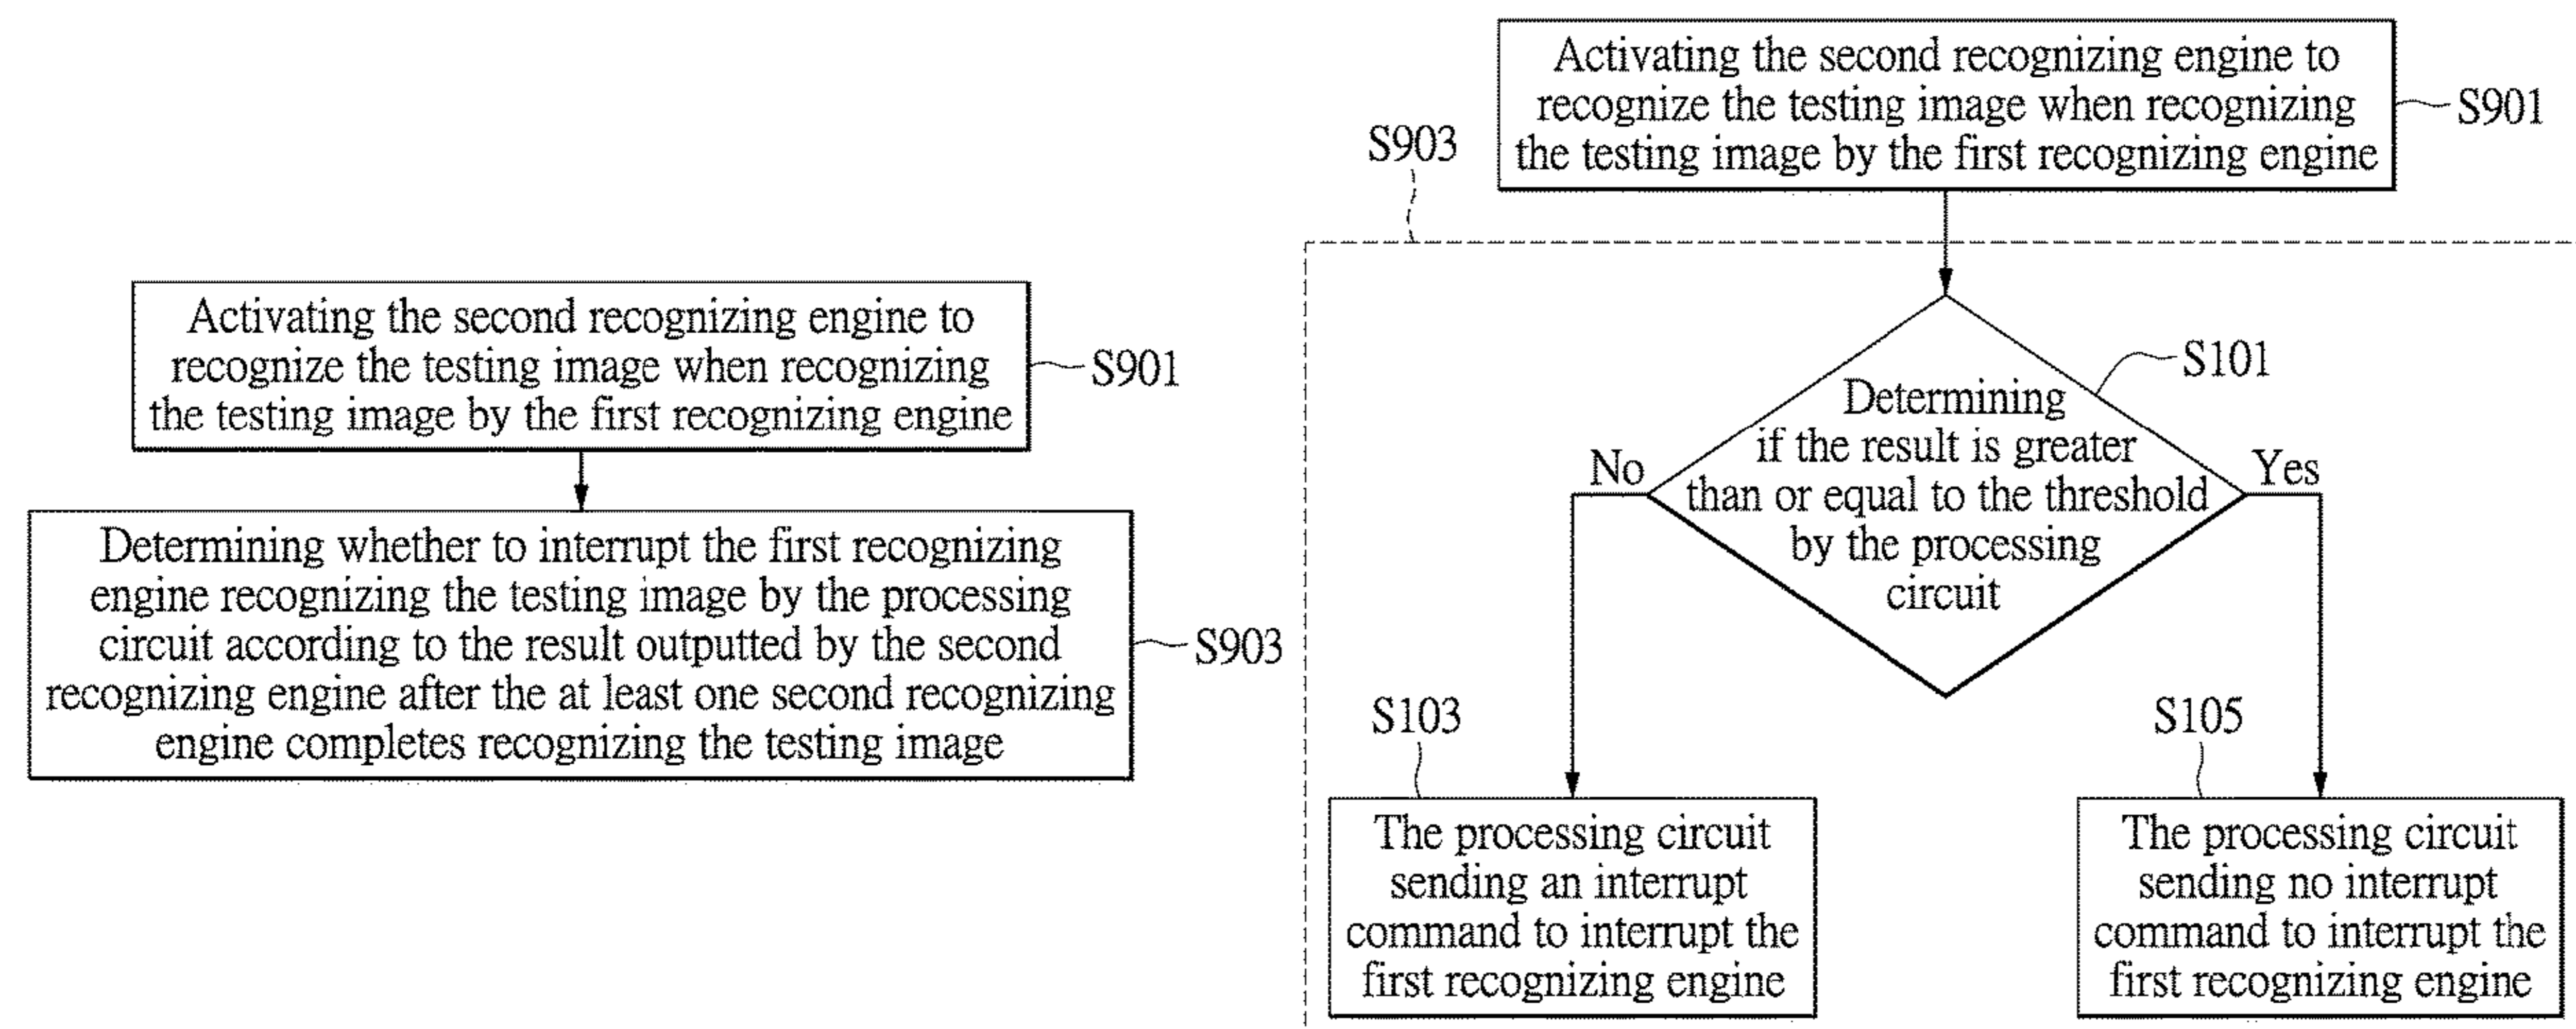 Activating the second recognizing engine to
recognize the testing image when recognizing
the testing image by the first recognizing engine
S901
Determining whether to interrupt the first recognizing
engine recognizing the testing image by the processing
circuit according to the result outputted by the second
recognizing engine after the at least one second recognizing
engine completes recognizing the testing image
S903
Activating the second recognizing engine to
recognize the testing image when recognizing
the testing image by the first recognizing engine
S901
S903
Determining
if the result is greater
than or equal to the threshold
by the processing
circuit
S101
No
Yes
S103
The processing circuit
sending an interrupt
command to interrupt the
first recognizing engine
S105
The processing circuit
sending no interrupt
command to interrupt the
first recognizing engine